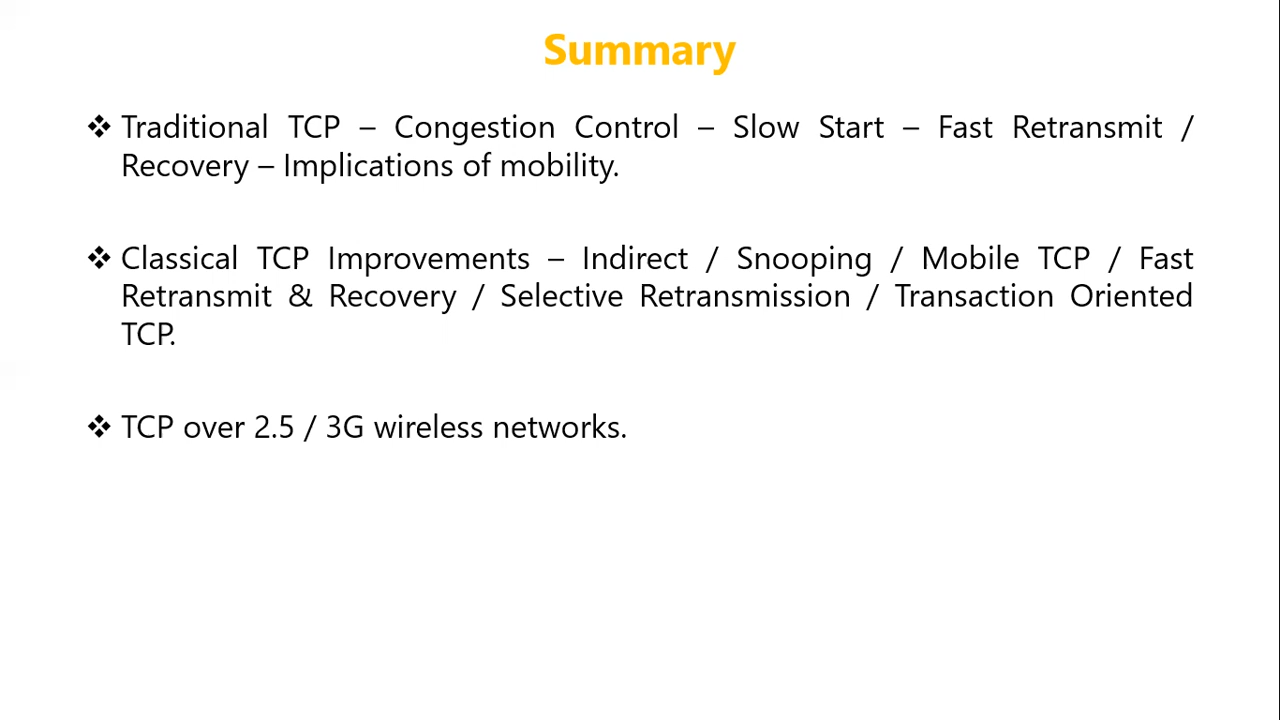 Summary
❖ Traditional TCP – Congestion Control – Slow Start – Fast Retransmit /
Recovery – Implications of mobility.
❖ Classical TCP Improvements – Indirect / Snooping / Mobile TCP / Fast
Retransmit & Recovery / Selective Retransmission / Transaction Oriented
TCP.
❖ TCP over 2.5 / 3G wireless networks.